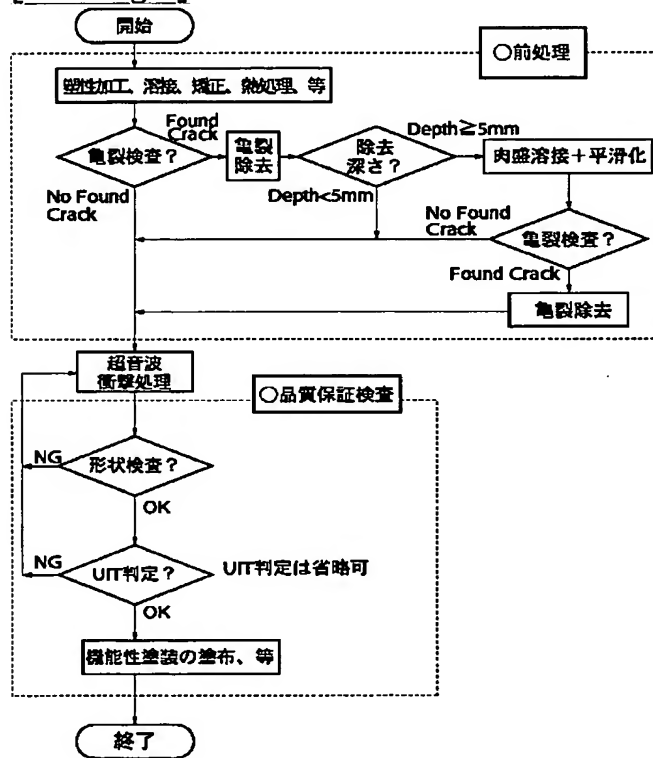 開始
〇前処理
塑性加工、溶接、矯正、熱処理、等
Found
Crack
亀裂検査？
亀裂
除去
除去
深さ？
Depth≧5mm
肉盛溶接＋平滑化
No Found
Crack
Depth<5mm
No Found
Crack
亀裂検査？
Found Crack
亀裂除去
超音波
衝撃処理
〇品質保証検査
NG
形状検査？
OK
NG
UIT判定？
UIT判定は省略可
OK
機能性塗装の塗布、等
終了